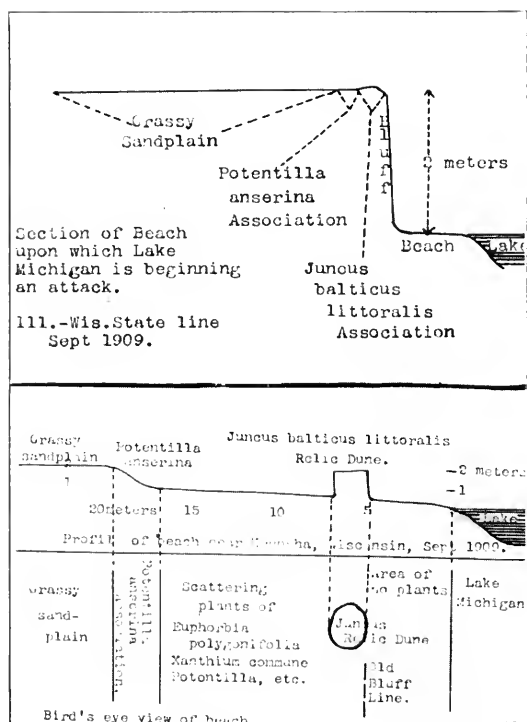 Grassy
Sandplain
Bluff
2 meters
Potentilla
anserina
Association
Section of Beach
upon which Lake
Michigan is beginning
an attack.
Beach
Lake
Juncus
balticus
littoralis
Association
Ill.-Wis.State line
Sept 1909.
Grassy
sandplain
Potentilla
anserina
Juncus balticus littoralis
Relic Dune.
-2 meters
-1
20meters 15 10 5
Lake
Profile of beach near Kenosha, Wisconsin, Sept 1909.
Grassy
sand-
plain
Potentilla
anserina
association.
Scattering
plants of
Euphorbia
polygonifolia
Xanthium commune
Potontilla, etc.
Juncus
Relic Dune
Area of
no plants
Old
Bluff
Line.
Lake
Michigan
Bird's eye view of beach